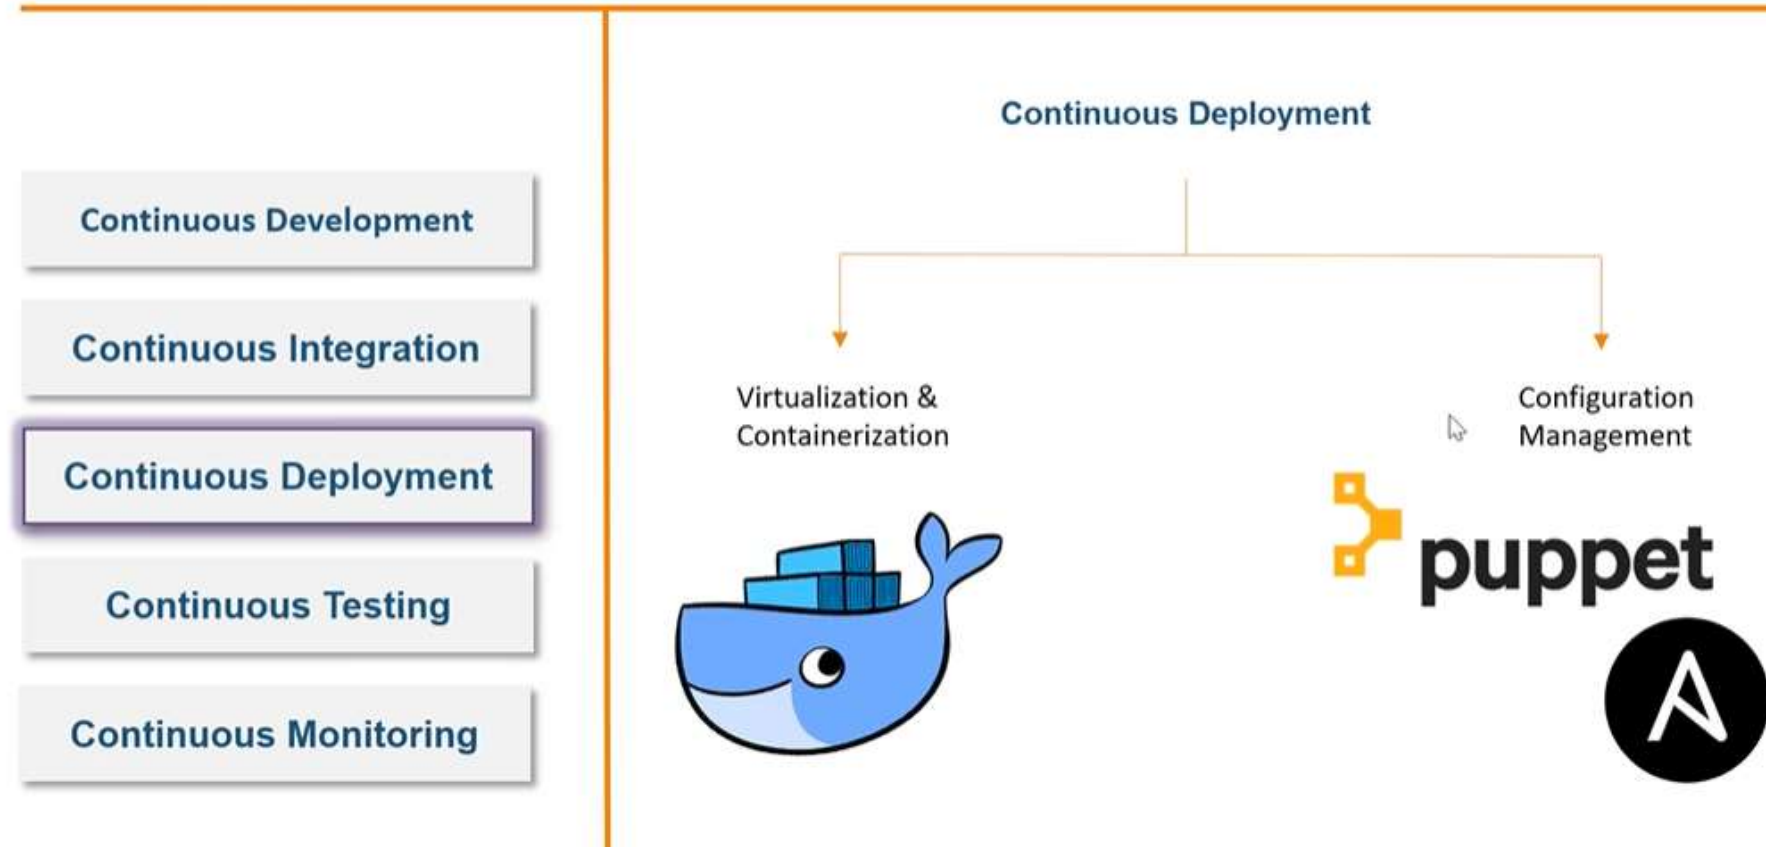 Continuous Development
Continuous Integration
Continuous Deployment
Continuous Testing
Continuous Monitoring
Continuous Deployment
Virtualization &
Containerization
Configuration
Management
puppet